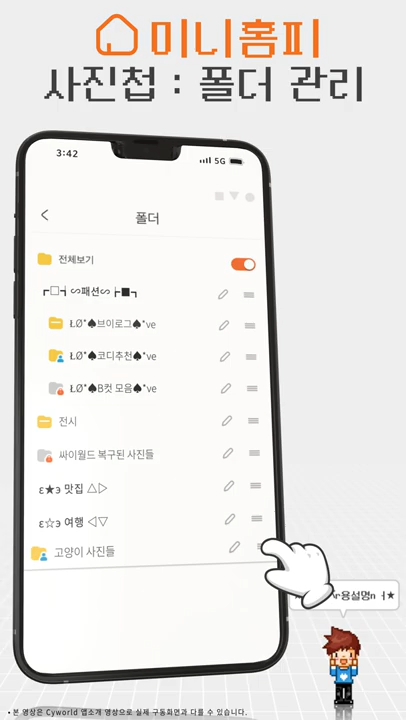 미니홈피
사진첩 : 폴더 관리
3:42
5G
폴더
전체보기
┏□┓ ∽패션∽ ┢■┓
ŁØ*♠브이로그♠*ve
ŁØ*♠코디추천♠*ve
ŁØ*♠B컷 모음♠*ve
전시
싸이월드 복구된 사진들
ε★з 맛집 △▷
ε☆з 여행 ◁▽
고양이 사진들
용설명n ㅓ★
• 본 영상은 Cyworld 앱소개 영상으로 실제 구동화면과 다를 수 있습니다.